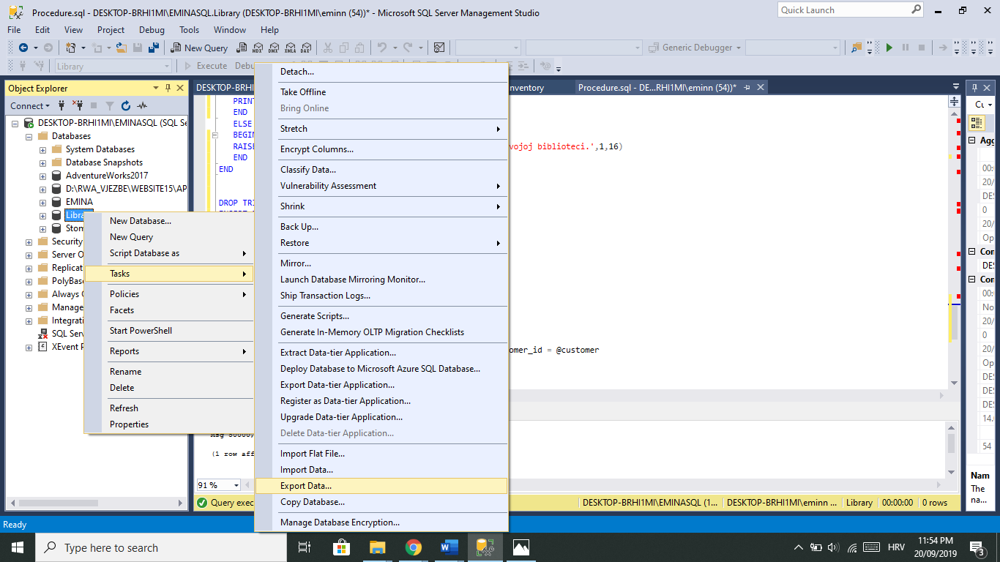 Procedure.sql - DESKTOP-BRHI1MI\EMINASQL.Library (DESKTOP-BRHI1MI\eminn (54))* - Microsoft SQL Server Management Studio
Quick Launch
File Edit View Project Debug Tools Window Help
New Query
MDX DMX XMLA DAX
Generic Debugger
Library
Execute Debu
Object Explorer
Connect
DESKTOP-BRHI1MI\EMINASQL (SQL Se
Databases
System Databases
Database Snapshots
AdventureWorks2017
D:\RWA_VJEZBE\WEBSITE15\AP
EMINA
Libra
Stom
Security
Server O
Replicat
PolyBase
Always O
Manage
Integrati
SQL Serv
XEvent P
New Database...
New Query
Script Database as
Tasks
Policies
Facets
Start PowerShell
Reports
Rename
Delete
Refresh
Properties
Detach...
Take Offline
Bring Online
Stretch
Encrypt Columns...
Classify Data...
Vulnerability Assessment
Shrink
Back Up...
Restore
Mirror...
Launch Database Mirroring Monitor...
Ship Transaction Logs...
Generate Scripts...
Generate In-Memory OLTP Migration Checklists
Extract Data-tier Application...
Deploy Database to Microsoft Azure SQL Database...
Export Data-tier Application...
Register as Data-tier Application...
Upgrade Data-tier Application...
Delete Data-tier Application...
Import Flat File...
Import Data...
Export Data...
Copy Database...
Manage Database Encryption...
DESKTOP-BRHI
nventory
Procedure.sql - DE...RHI1MI\eminn (54))*
PRINT
END
ELSE
BEGIN
RAISE
vojoj biblioteci.',1,16)
END
END
DROP TRI
omer_id = @customer
Msg 50000,
(1 row aff
91 %
Query exec
DESKTOP-BRHI1MI\EMINASQL (1...
DESKTOP-BRHI1MI\eminn ...
Library
00:00:00
0 rows
Agg
00:0
20/
DES
0
20/
Op
Con
DES
Con
00:0
No
20/
0
20/
Op
DES
DES
DES
14.0
54
Nam
The
na...
Ready
Type here to search
HRV
11:54 PM
20/09/2019
3